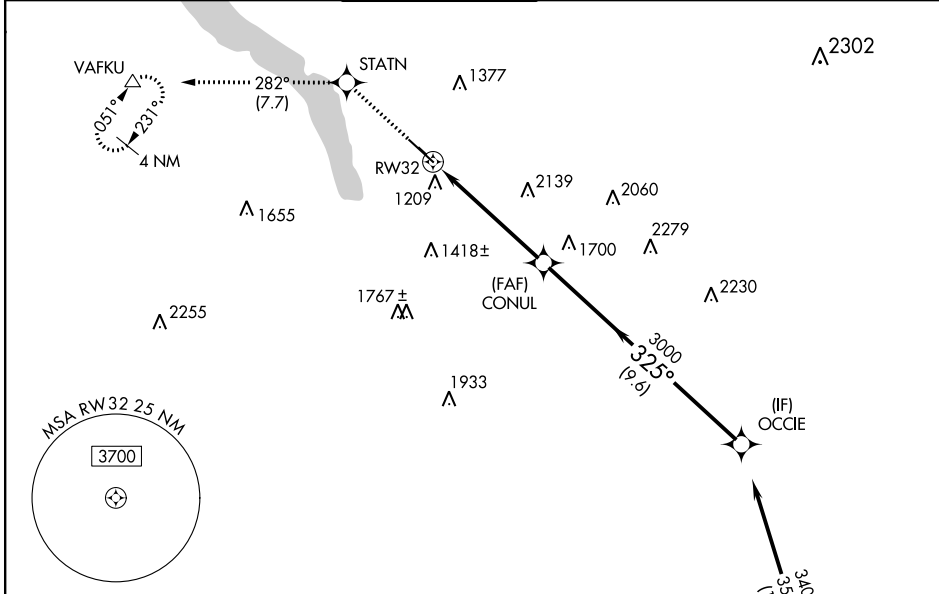 2302
VAFKU
STATN
1377
282°
(7.7)
051°
231°
4 NM
RW32
1209
2139
2060
1655
1418±
1700
2279
(FAF)
CONUL
1767 ±
2230
2255
3000
325°
(9.6)
1933
(IF)
OCCIE
MSA RW32 25 NM
3700